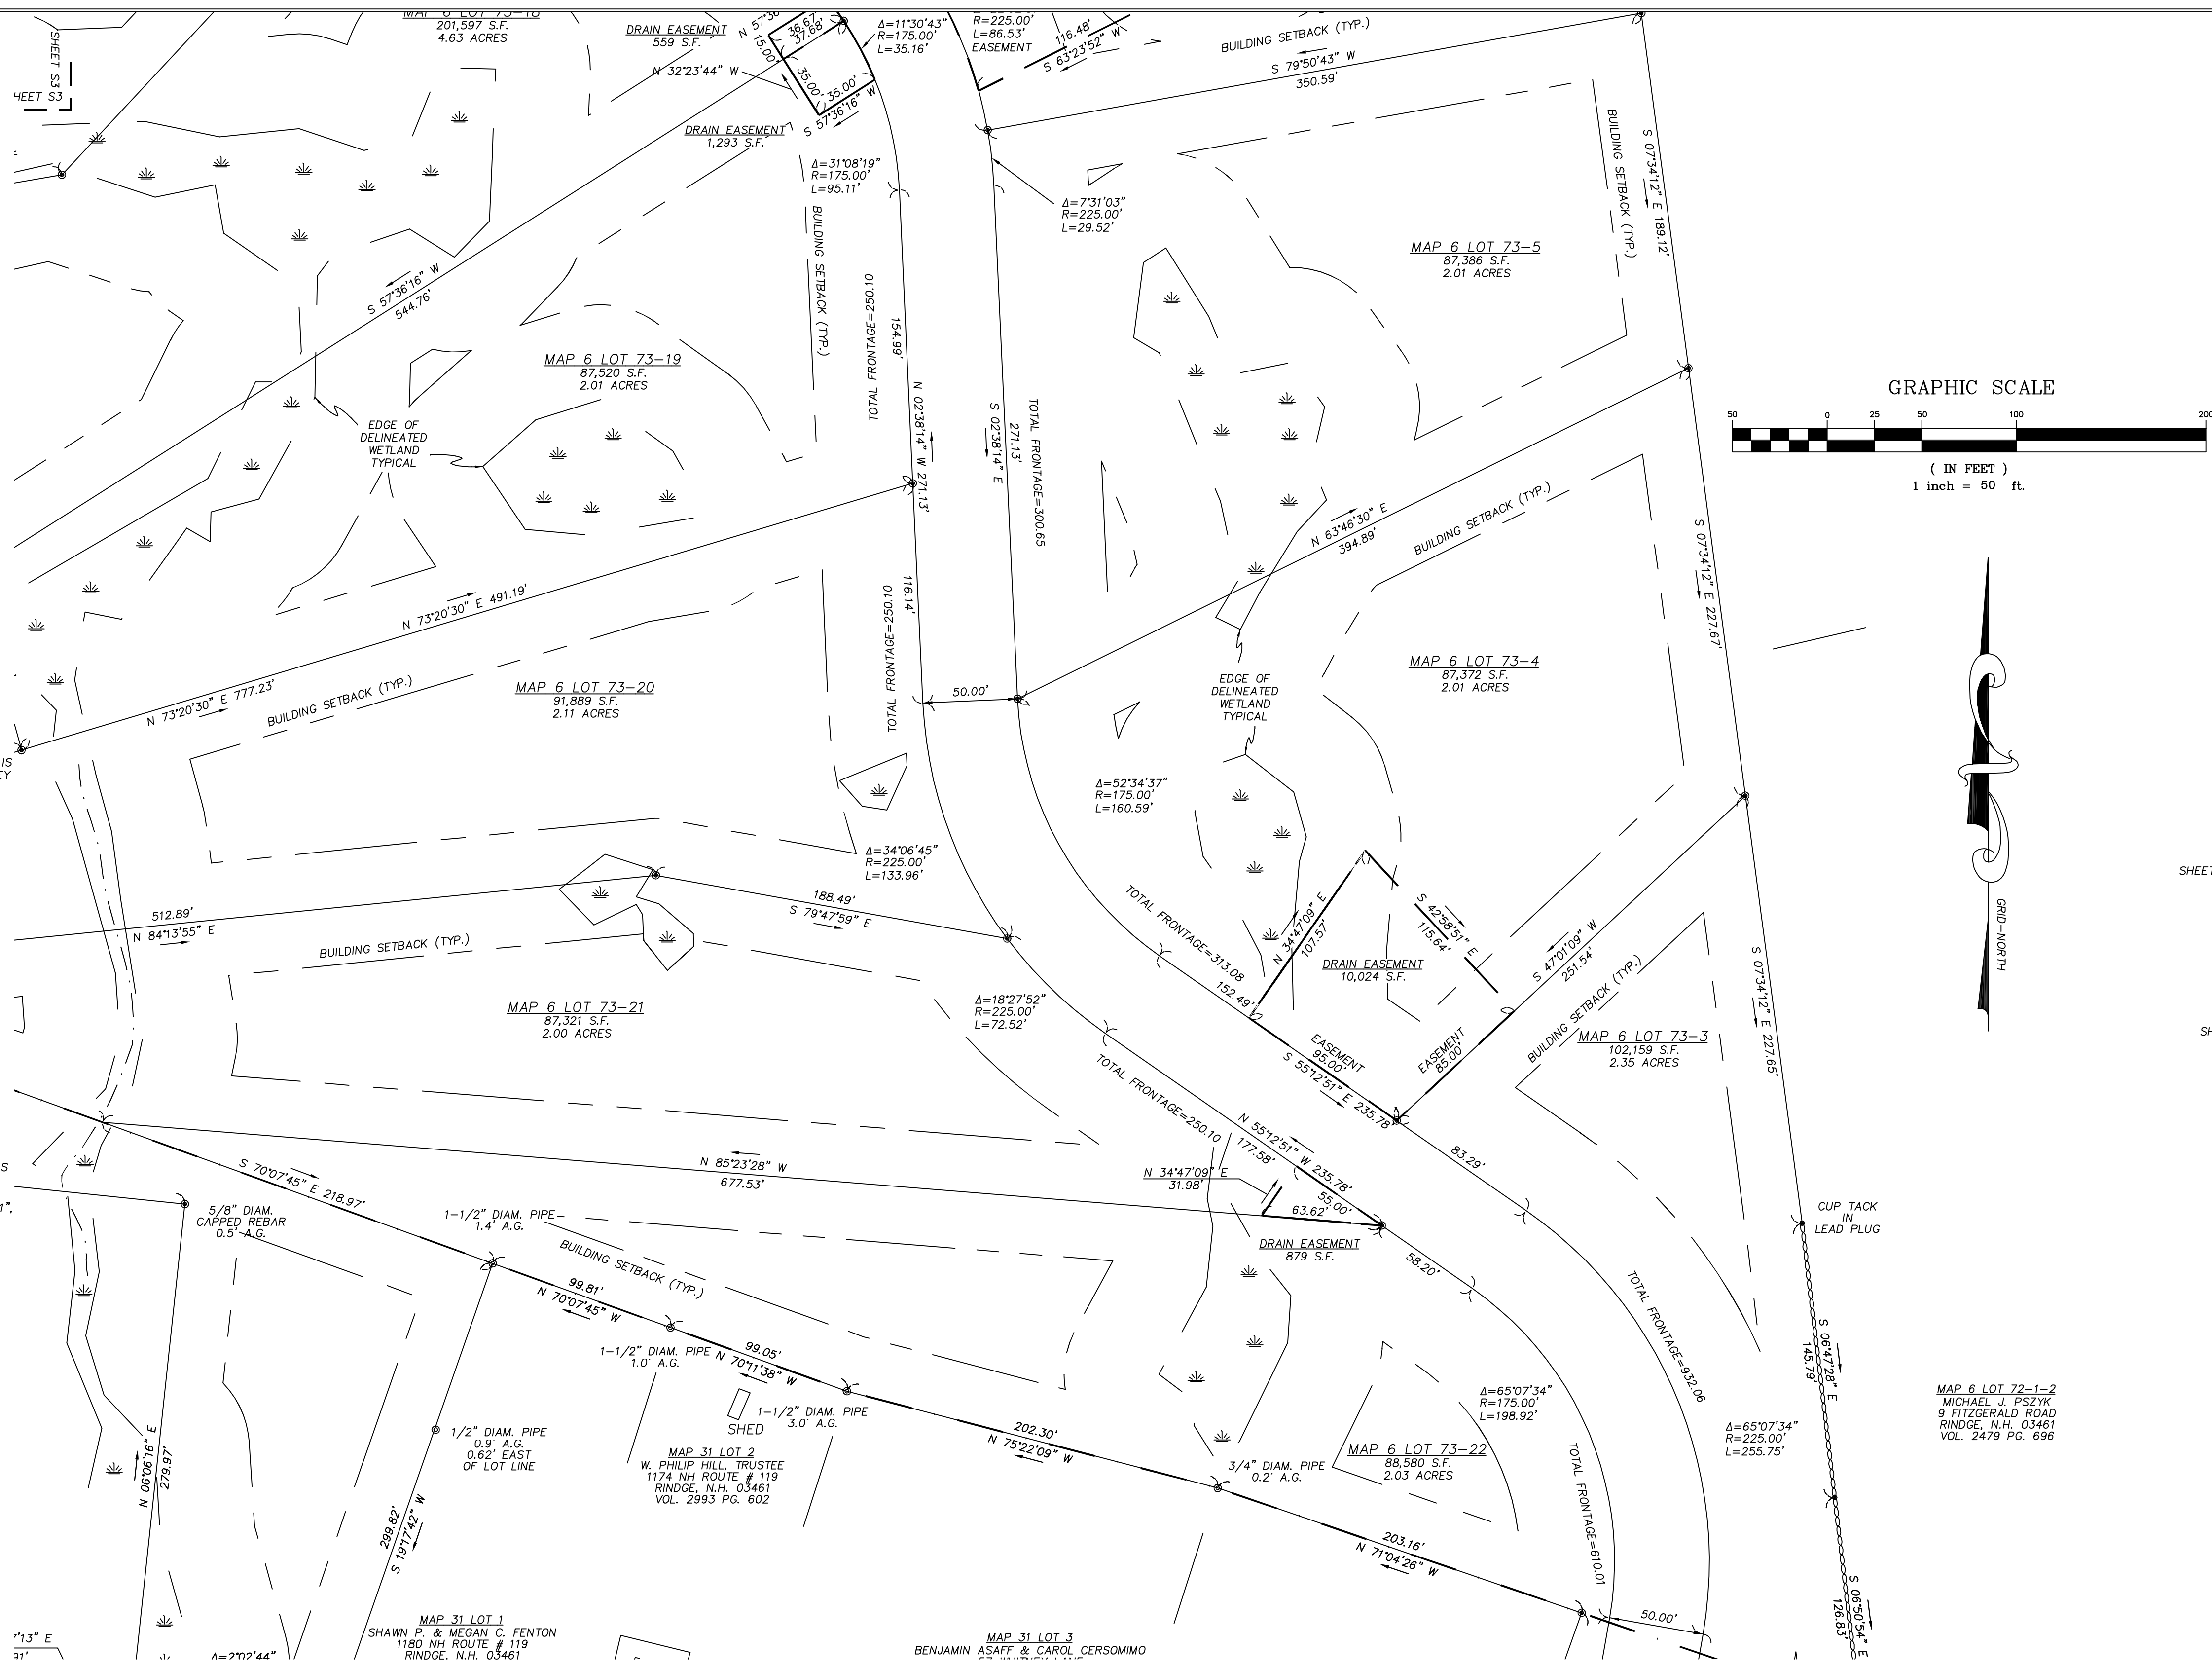 MAP 6 LOT 73-18
201,597 S.F.
4.63 ACRES
SHEET S3
HEET S3
DRAIN EASEMENT
559 S.F.
N 57°36'
36.67'
37.68'
15.00'
N 32°23'44" W
35.00'
35.00'
S 57°36'16" W
DRAIN EASEMENT
1,293 S.F.
Δ=11°30'43"
R=175.00'
L=35.16'
R=225.00'
L=86.53'
EASEMENT
116.48'
S 63°23'52" W
BUILDING SETBACK (TYP.)
S 79°50'43" W
350.59'
Δ=31°08'19"
R=175.00'
L=95.11'
Δ=7°31'03"
R=225.00'
L=29.52'
BUILDING SETBACK (TYP.)
S 07°34'12" E 189.12'
MAP 6 LOT 73-5
87,386 S.F.
2.01 ACRES
S 57°36'16" W
544.76'
BUILDING SETBACK (TYP.)
TOTAL FRONTAGE=250.10
154.99'
MAP 6 LOT 73-19
87,520 S.F.
2.01 ACRES
EDGE OF
DELINEATED
WETLAND
TYPICAL
N 02°38'14" W 271.13'
S 02°38'14" E
271.13'
TOTAL FRONTAGE=300.65
GRAPHIC SCALE
50 0 25 50 100 200
( IN FEET )
1 inch = 50 ft.
N 63°46'30" E
394.89'
BUILDING SETBACK (TYP.)
S 07°34'12" E 227.67'
N 73°20'30" E 491.19'
116.14'
TOTAL FRONTAGE=250.10
N 73°20'30" E 777.23'
BUILDING SETBACK (TYP.)
MAP 6 LOT 73-20
91,889 S.F.
2.11 ACRES
50.00'
EDGE OF
DELINEATED
WETLAND
TYPICAL
MAP 6 LOT 73-4
87,372 S.F.
2.01 ACRES
IS
EY
Δ=52°34'37"
R=175.00'
L=160.59'
Δ=34°06'45"
R=225.00'
L=133.96'
SHEET
GRID-NORTH
512.89'
N 84°13'55" E
188.49'
S 79°47'59" E
BUILDING SETBACK (TYP.)
TOTAL FRONTAGE=313.08
152.49'
N 34°47'09" E
107.57'
S 42°58'51" E
115.64'
DRAIN EASEMENT
10,024 S.F.
S 47°01'09" W
251.54'
BUILDING SETBACK (TYP.)
S 07°34'12" E 227.65'
MAP 6 LOT 73-21
87,321 S.F.
2.00 ACRES
Δ=18°27'52"
R=225.00'
L=72.52'
EASEMENT
95.00'
S 55°12'51" E 235.78'
EASEMENT
85.00'
MAP 6 LOT 73-3
102,159 S.F.
2.35 ACRES
SH
TOTAL FRONTAGE=250.10
N 55°12'51" W 235.78'
177.58'
83.29'
N 85°23'28" W
677.53'
N 34°47'09" E
31.98'
55.00'
63.62'
DRAIN EASEMENT
879 S.F.
58.20'
S 70°07'45" E 218.97'
5/8" DIAM.
CAPPED REBAR
0.5' A.G.
1-1/2" DIAM. PIPE
1.4' A.G.
BUILDING SETBACK (TYP.)
CUP TACK
IN
LEAD PLUG
99.81'
N 70°07'45" W
TOTAL FRONTAGE=932.06
1-1/2" DIAM. PIPE
1.0' A.G.
99.05'
N 70°11'38" W
SHED
1-1/2" DIAM. PIPE
3.0' A.G.
S 06°47'28" E
145.79'
MAP 6 LOT 72-1-2
MICHAEL J. PSZYK
9 FITZGERALD ROAD
RINDGE, N.H. 03461
VOL. 2479 PG. 696
Δ=65°07'34"
R=175.00'
L=198.92'
Δ=65°07'34"
R=225.00'
L=255.75'
N 06°06'16" E
279.97'
1/2" DIAM. PIPE
0.9' A.G.
0.62' EAST
OF LOT LINE
MAP 31 LOT 2
W. PHILIP HILL, TRUSTEE
1174 NH ROUTE # 119
RINDGE, N.H. 03461
VOL. 2993 PG. 602
202.30'
N 75°22'09" W
3/4" DIAM. PIPE
0.2' A.G.
MAP 6 LOT 73-22
88,580 S.F.
2.03 ACRES
TOTAL FRONTAGE=610.01
299.82'
S 19°17'42" W
203.16'
N 71°04'26" W
S 06°50'54" E
126.83'
50.00'
MAP 31 LOT 1
SHAWN P. & MEGAN C. FENTON
1180 NH ROUTE # 119
RINDGE, N.H. 03461
MAP 31 LOT 3
BENJAMIN ASAFF & CAROL CERSOMIMO
'13" E
Δ=2°02'44"